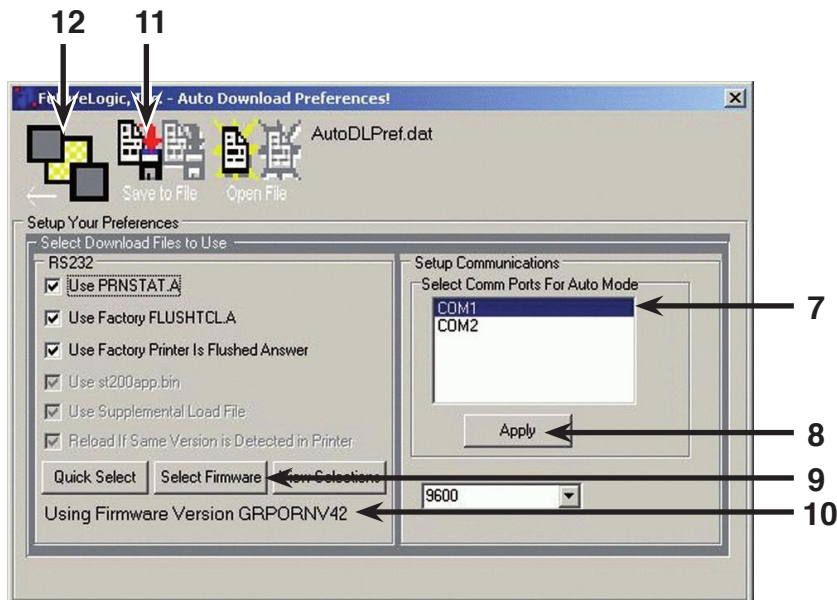 12 11
FutureLogic, Inc. - Auto Download Preferences!
AutoDLPref.dat
Save to File Open File
Setup Your Preferences
Select Download Files to Use
RS232
Use PRNSTAT.A
Use Factory FLUSHTCL.A
Use Factory Printer Is Flushed Answer
Use st200app.bin
Use Supplemental Load File
Reload If Same Version is Detected in Printer
Quick Select Select Firmware View Selections
Using Firmware Version GRPORNV42
Setup Communications
Select Comm Ports For Auto Mode
COM1
COM2
Apply
9600
7
8
9
10